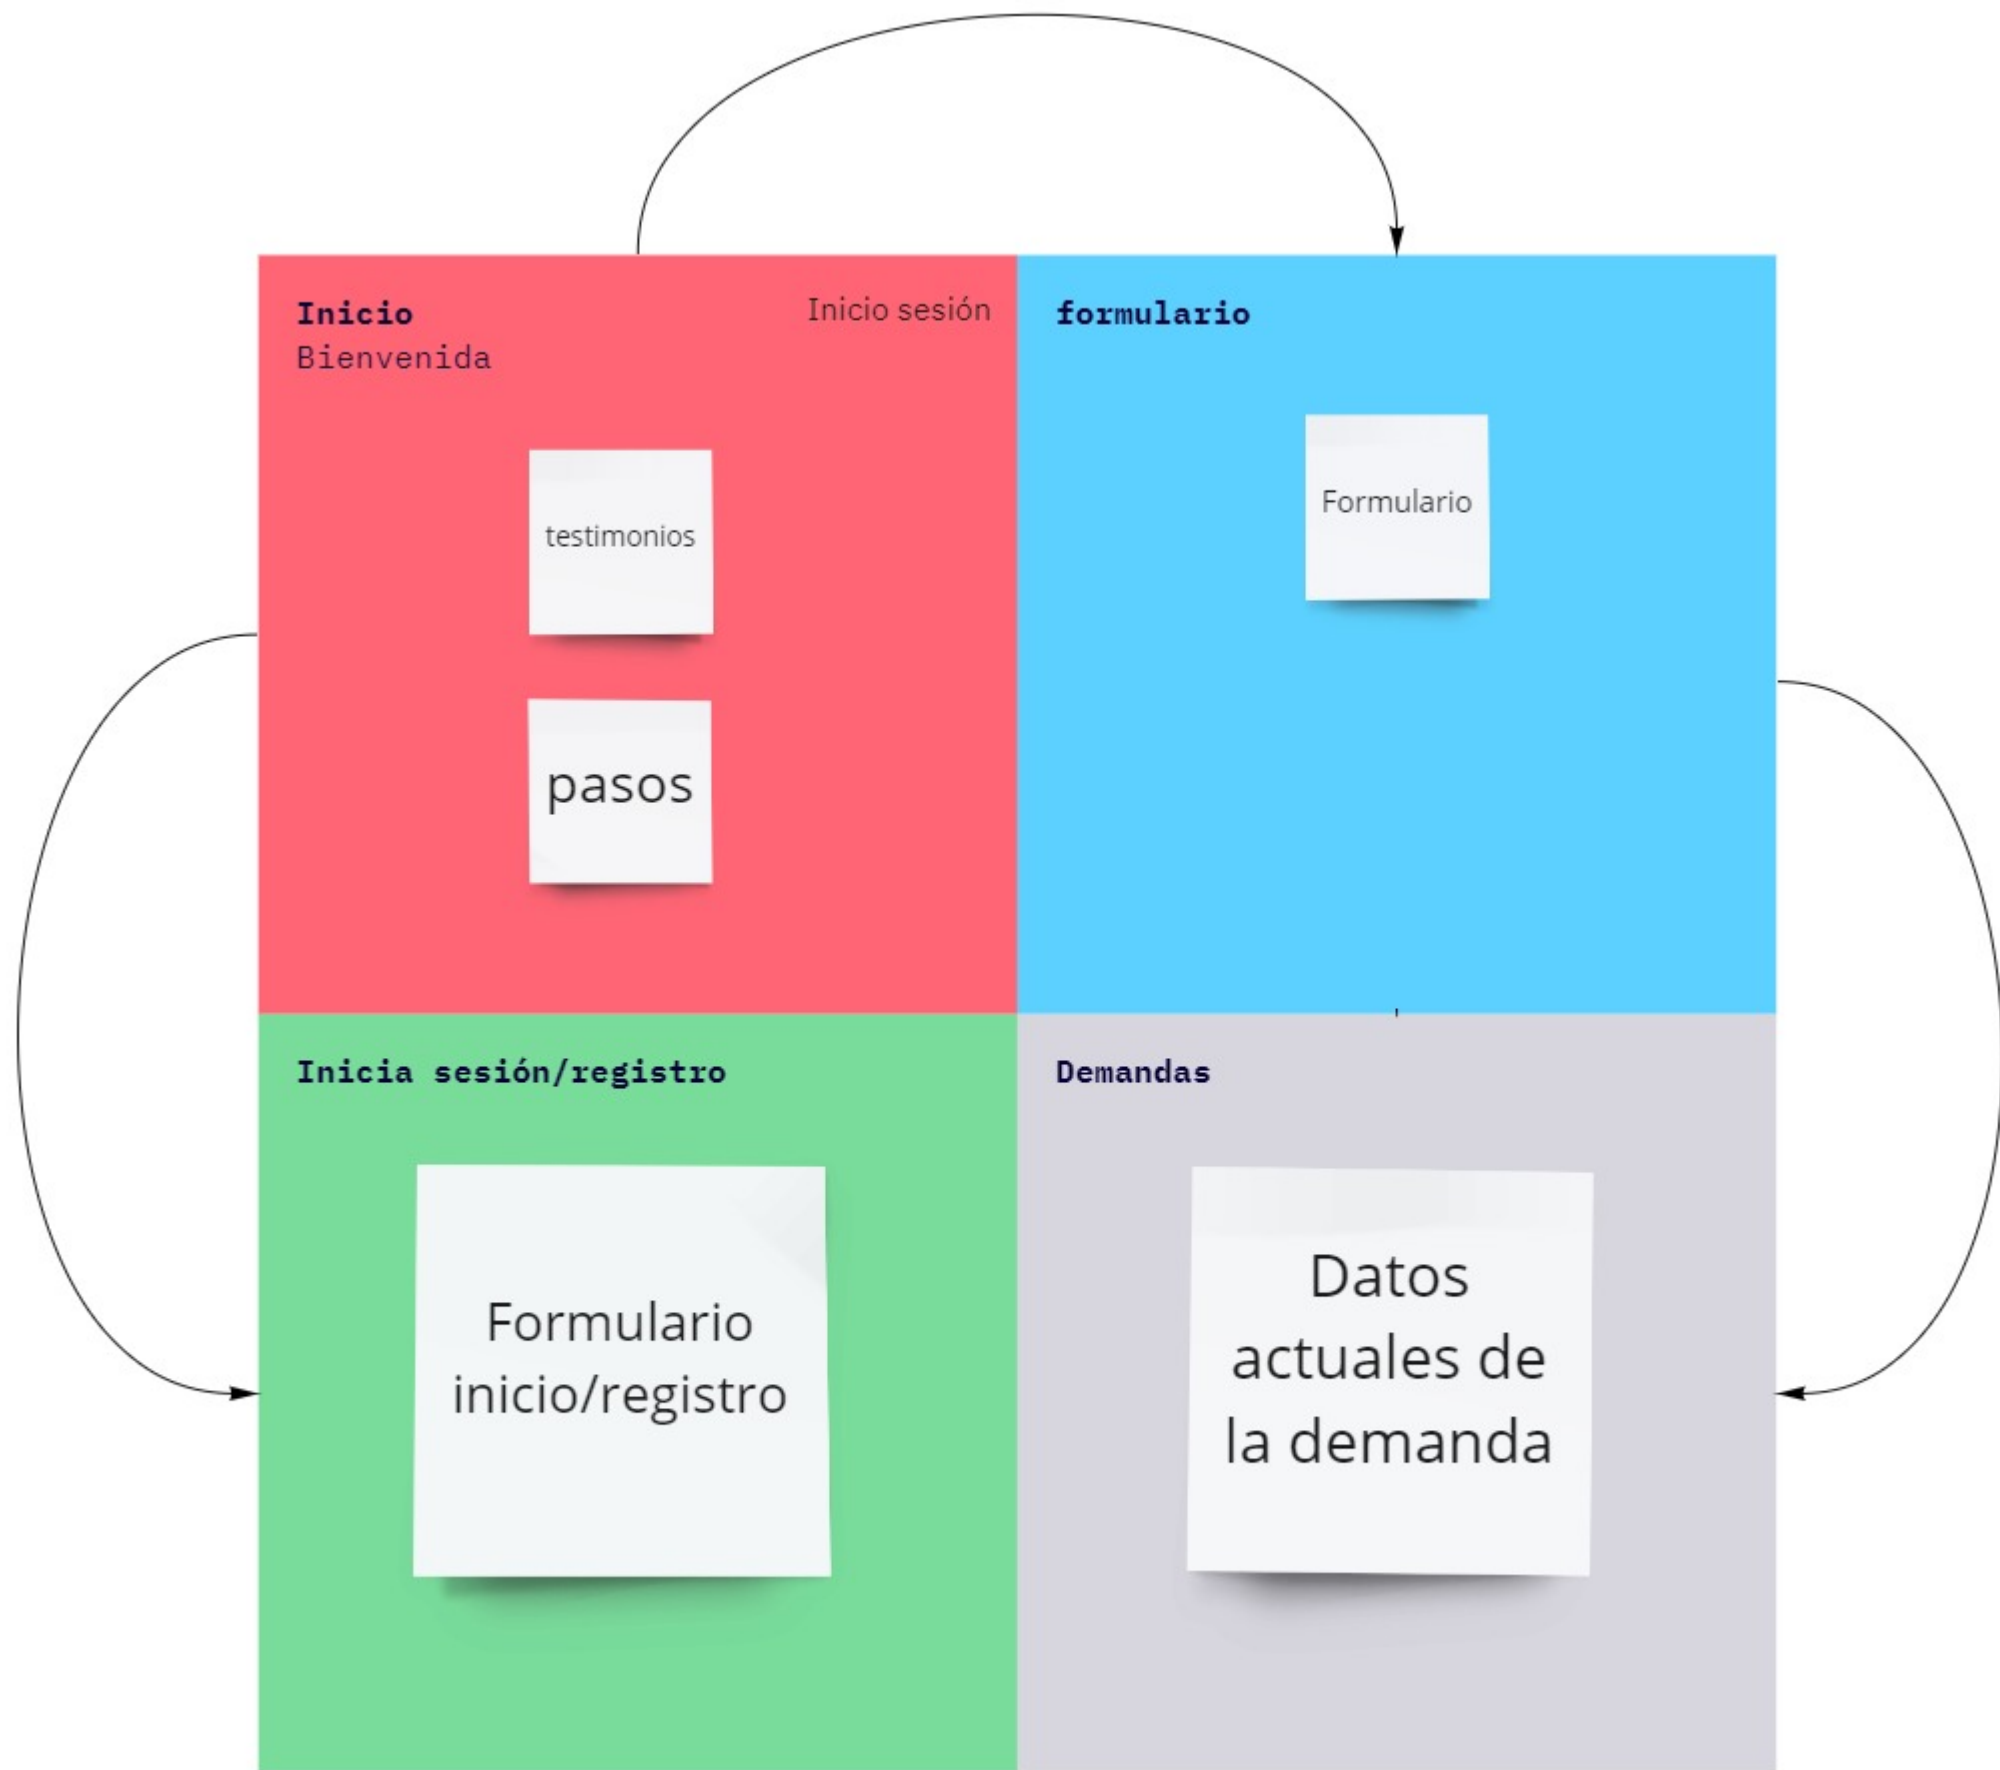 Inicio
Bienvenida
Inicio sesión
testimonios
pasos
formulario
Formulario
Inicia sesión/registro
Formulario
inicio/registro
Demandas
Datos
actuales de
la demanda